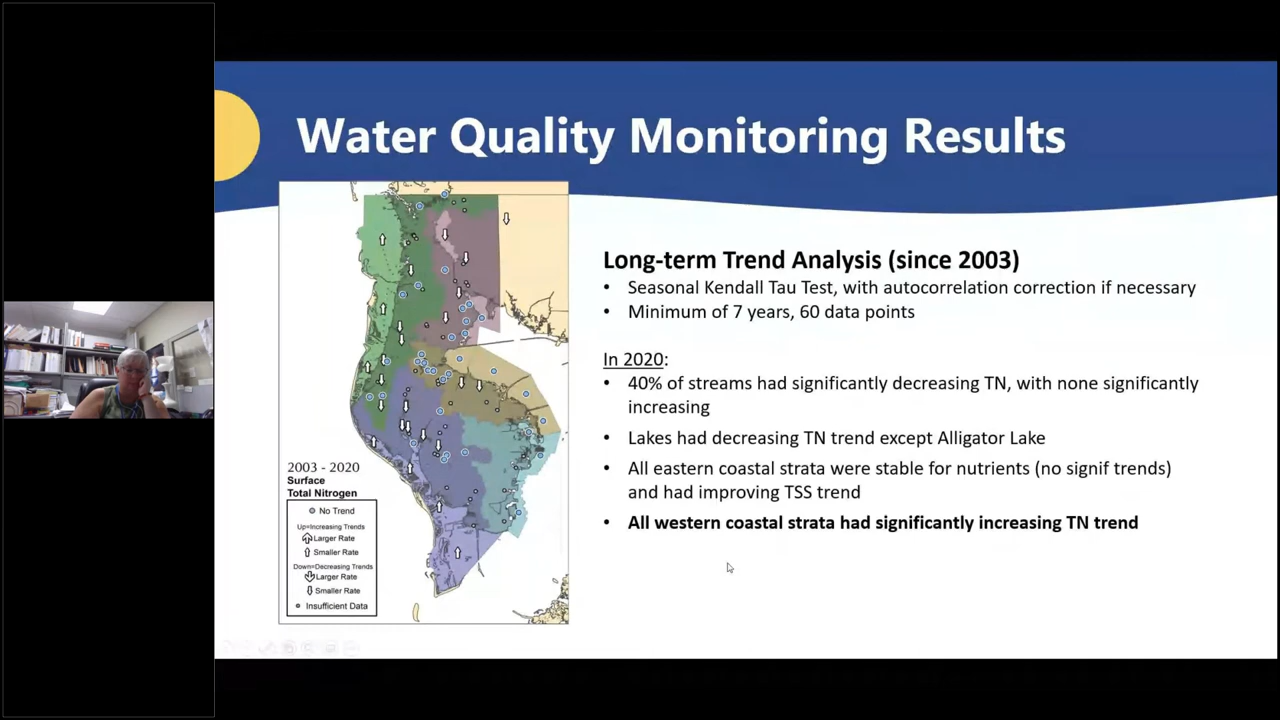 Water Quality Monitoring Results
2003 - 2020
Surface
Total Nitrogen
No Trend
Up=Increasing Trends
Larger Rate
Smaller Rate
Down=Decreasing Trends
Larger Rate
Smaller Rate
Insufficient Data
Long-term Trend Analysis (since 2003)
• Seasonal Kendall Tau Test, with autocorrelation correction if necessary
• Minimum of 7 years, 60 data points
In 2020:
• 40% of streams had significantly decreasing TN, with none significantly
increasing
• Lakes had decreasing TN trend except Alligator Lake
• All eastern coastal strata were stable for nutrients (no signif trends)
and had improving TSS trend
• All western coastal strata had significantly increasing TN trend